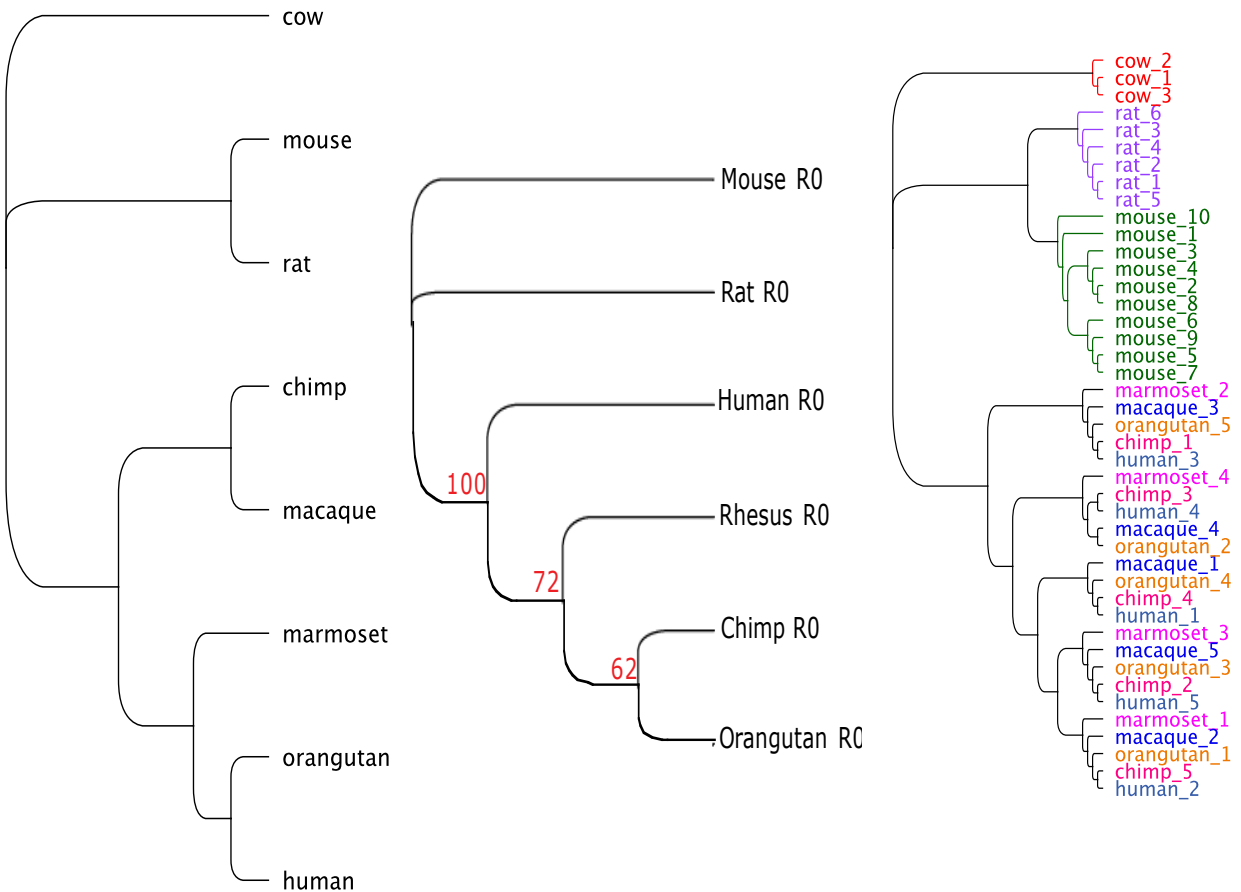 cow
mouse
rat
chimp
macaque
marmoset
orangutan
human
Mouse R0
Rat R0
Human R0
100
Rhesus R0
72
Chimp R0
62
Orangutan R0
cow_2
cow_1
cow_3
rat_6
rat_3
rat_4
rat_2
rat_1
rat_5
mouse_10
mouse_1
mouse_3
mouse_4
mouse_2
mouse_8
mouse_6
mouse_9
mouse_5
mouse_7
marmoset_2
macaque_3
orangutan_5
chimp_1
human_3
marmoset_4
chimp_3
human_4
macaque_4
orangutan_2
macaque_1
orangutan_4
chimp_4
human_1
marmoset_3
macaque_5
orangutan_3
chimp_2
human_5
marmoset_1
macaque_2
orangutan_1
chimp_5
human_2